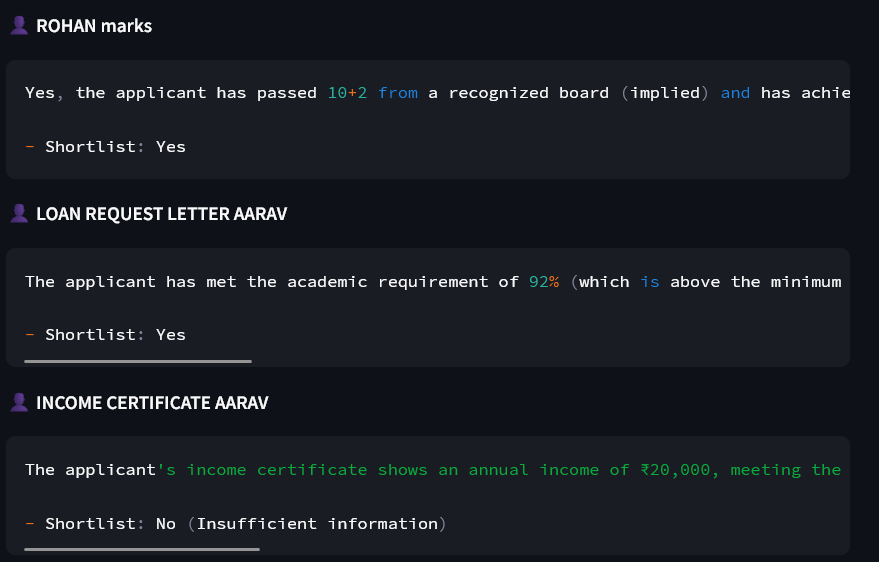 ROHAN marks
Yes, the applicant has passed 10+2 from a recognized board (implied) and has achie
- Shortlist: Yes
LOAN REQUEST LETTER AARAV
The applicant has met the academic requirement of 92% (which is above the minimum
- Shortlist: Yes
INCOME CERTIFICATE AARAV
The applicant's income certificate shows an annual income of ₹20,000, meeting the
- Shortlist: No (Insufficient information)